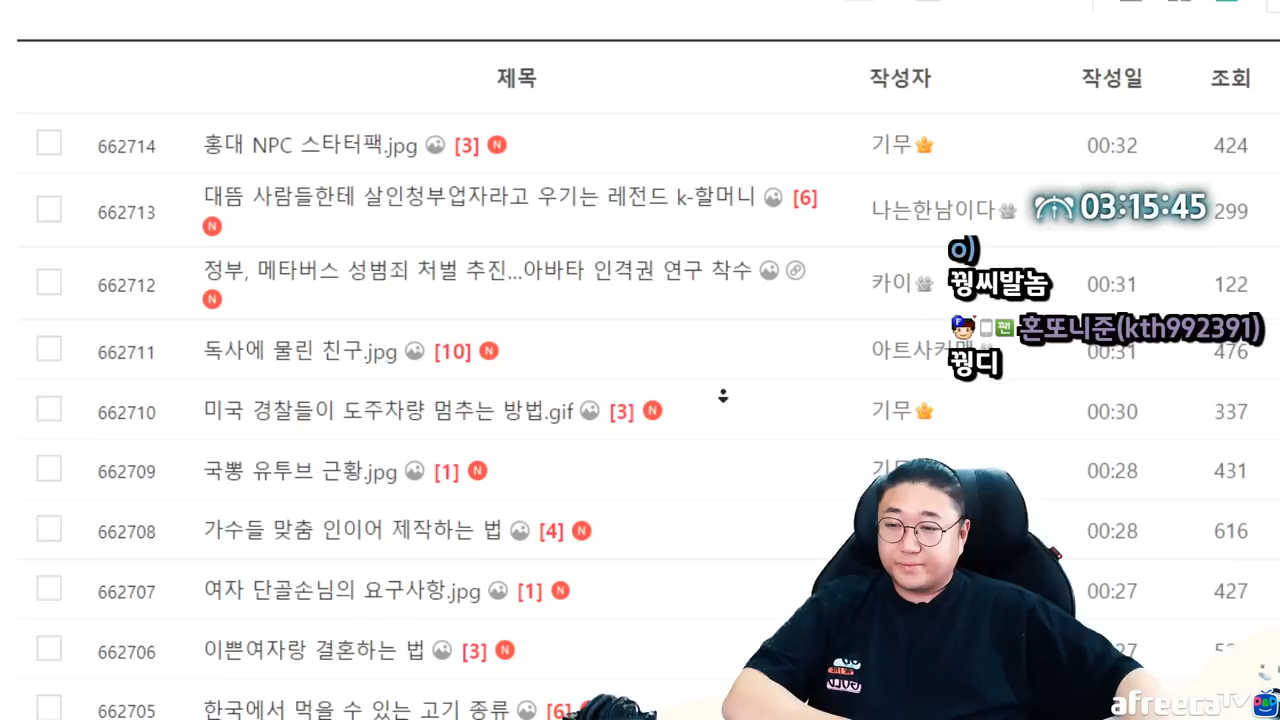 제목 작성자 작성일 조회
662714 홍대 NPC 스타터팩.jpg [3] N 기무 00:32 424
662713 대뜸 사람들한테 살인청부업자라고 우기는 레전드 k-할머니 [6] 나는한남이다 03:15:45 299
N
o)
662712 정부, 메타버스 성범죄 처벌 추진...아바타 인격권 연구 착수 카이 꿩씨발놈 00:31 122
N
혼또니준(kth992391)
662711 독사에 물린 친구.jpg [10] N 00:31 476
꿩디
662710 미국 경찰들이 도주차량 멈추는 방법.gif [3] N 기무 00:30 337
662709 국뽕 유투브 근황.jpg [1] N 00:28 431
662708 가수들 맞춤 인이어 제작하는 법 [4] N 00:28 616
662707 여자 단골손님의 요구사항.jpg [1] N 00:27 427
662706 이쁜여자랑 결혼하는 법 [3] N
662705 한국에서 먹을 수 있는 고기 종류 [6]
afreecaTV